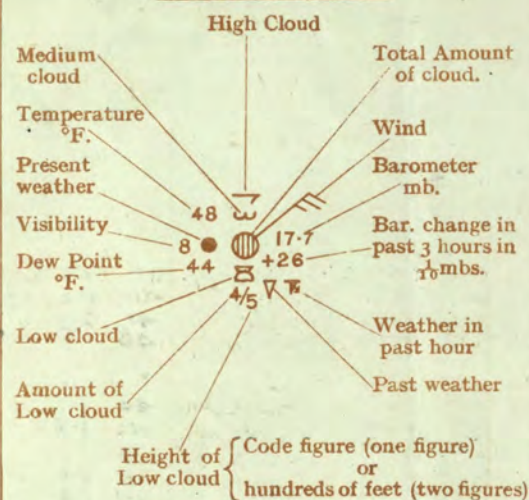 High Cloud
Medium
cloud
Total Amount
of cloud.
Temperature
°F.
Wind
Present
weather
Barometer
mb.
48
Visibility
8
17·7
Bar. change in
past 3 hours in
1/10 mbs.
+26
Dew Point
°F.
44
4/5
Low cloud
Weather in
past hour
Amount of
Low cloud
Past weather
Height of
Low cloud
Code figure (one figure)
or
hundreds of feet (two figures)